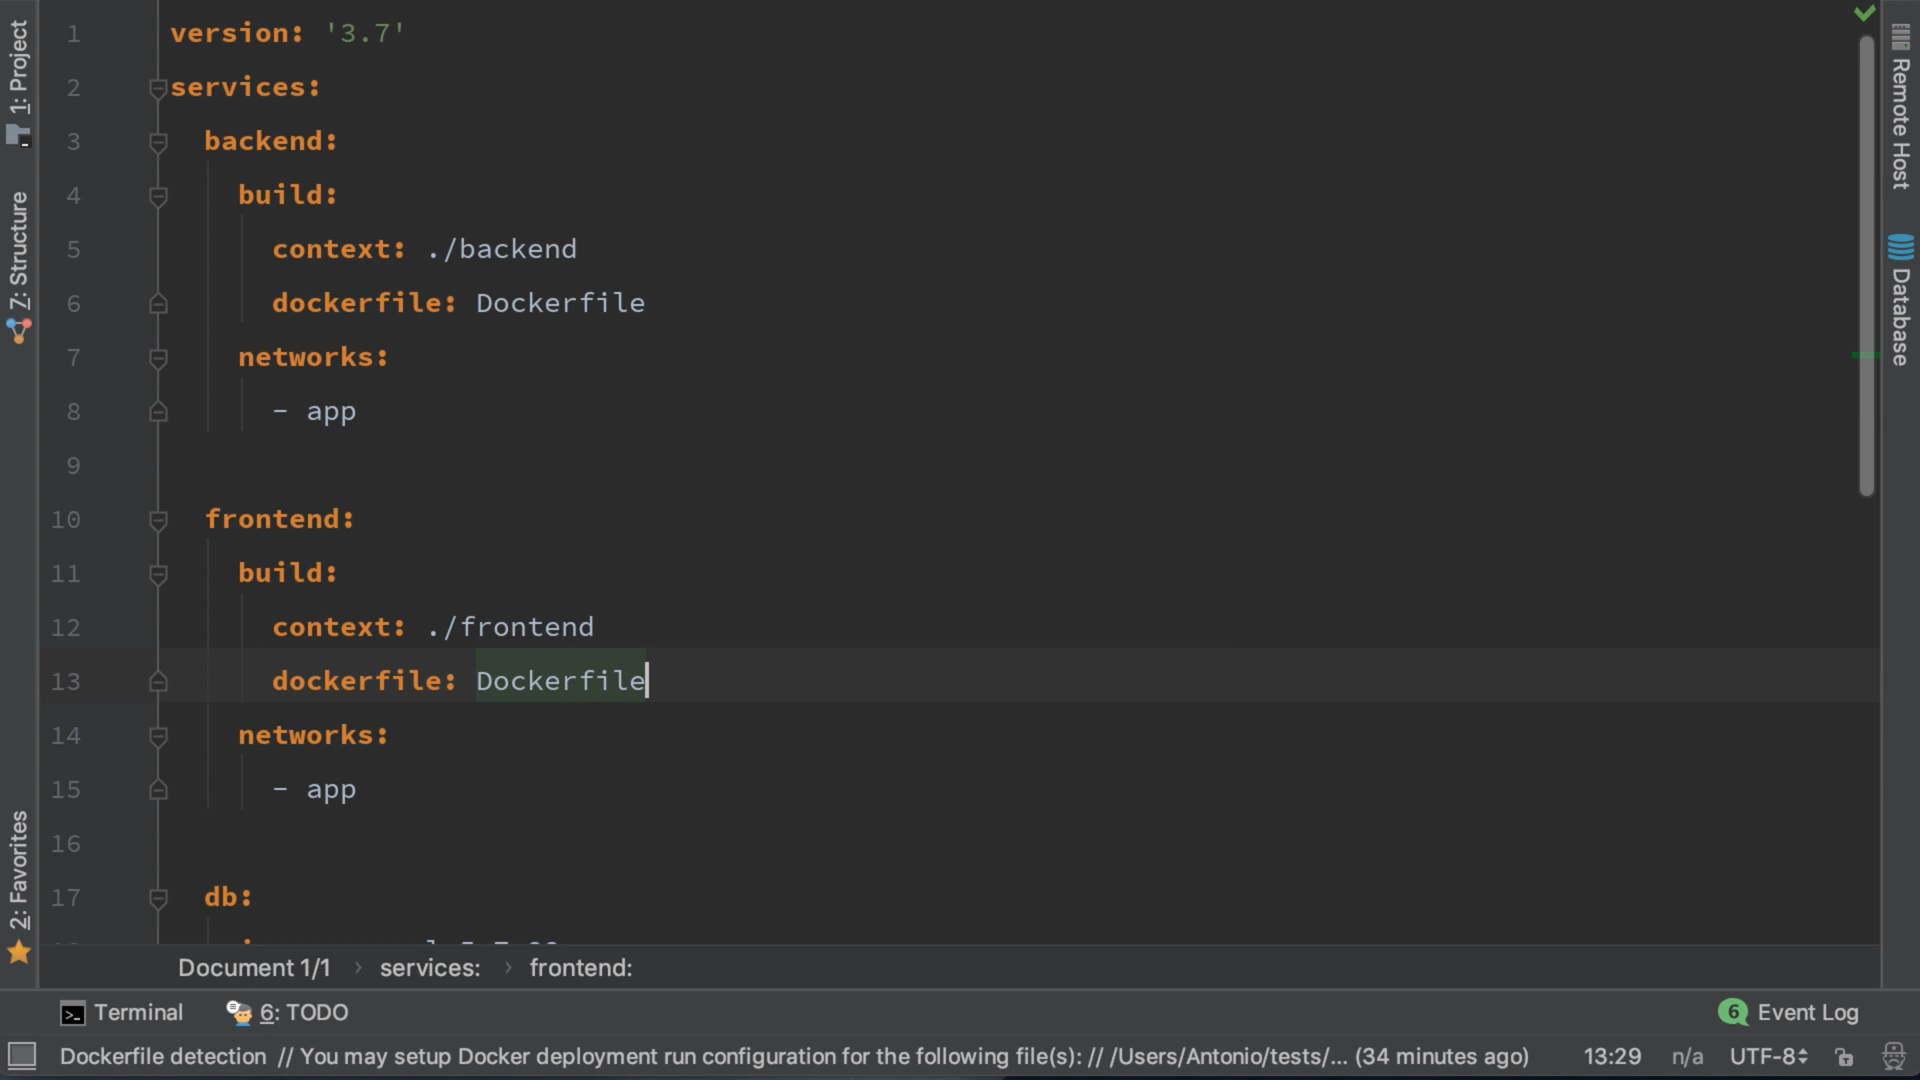 1 version: '3.7'
2 services:
3 backend:
4 build:
5 context: ./backend
6 dockerfile: Dockerfile
7 networks:
8 - app
9
10 frontend:
11 build:
12 context: ./frontend
13 dockerfile: Dockerfile
14 networks:
15 - app
16
17 db:
1: Project
7: Structure
2: Favorites
Remote Host
Database
Document 1/1 › services: › frontend:
Terminal 6: TODO 6 Event Log
Dockerfile detection // You may setup Docker deployment run configuration for the following file(s): // /Users/Antonio/tests/... (34 minutes ago) 13:29 n/a UTF-8